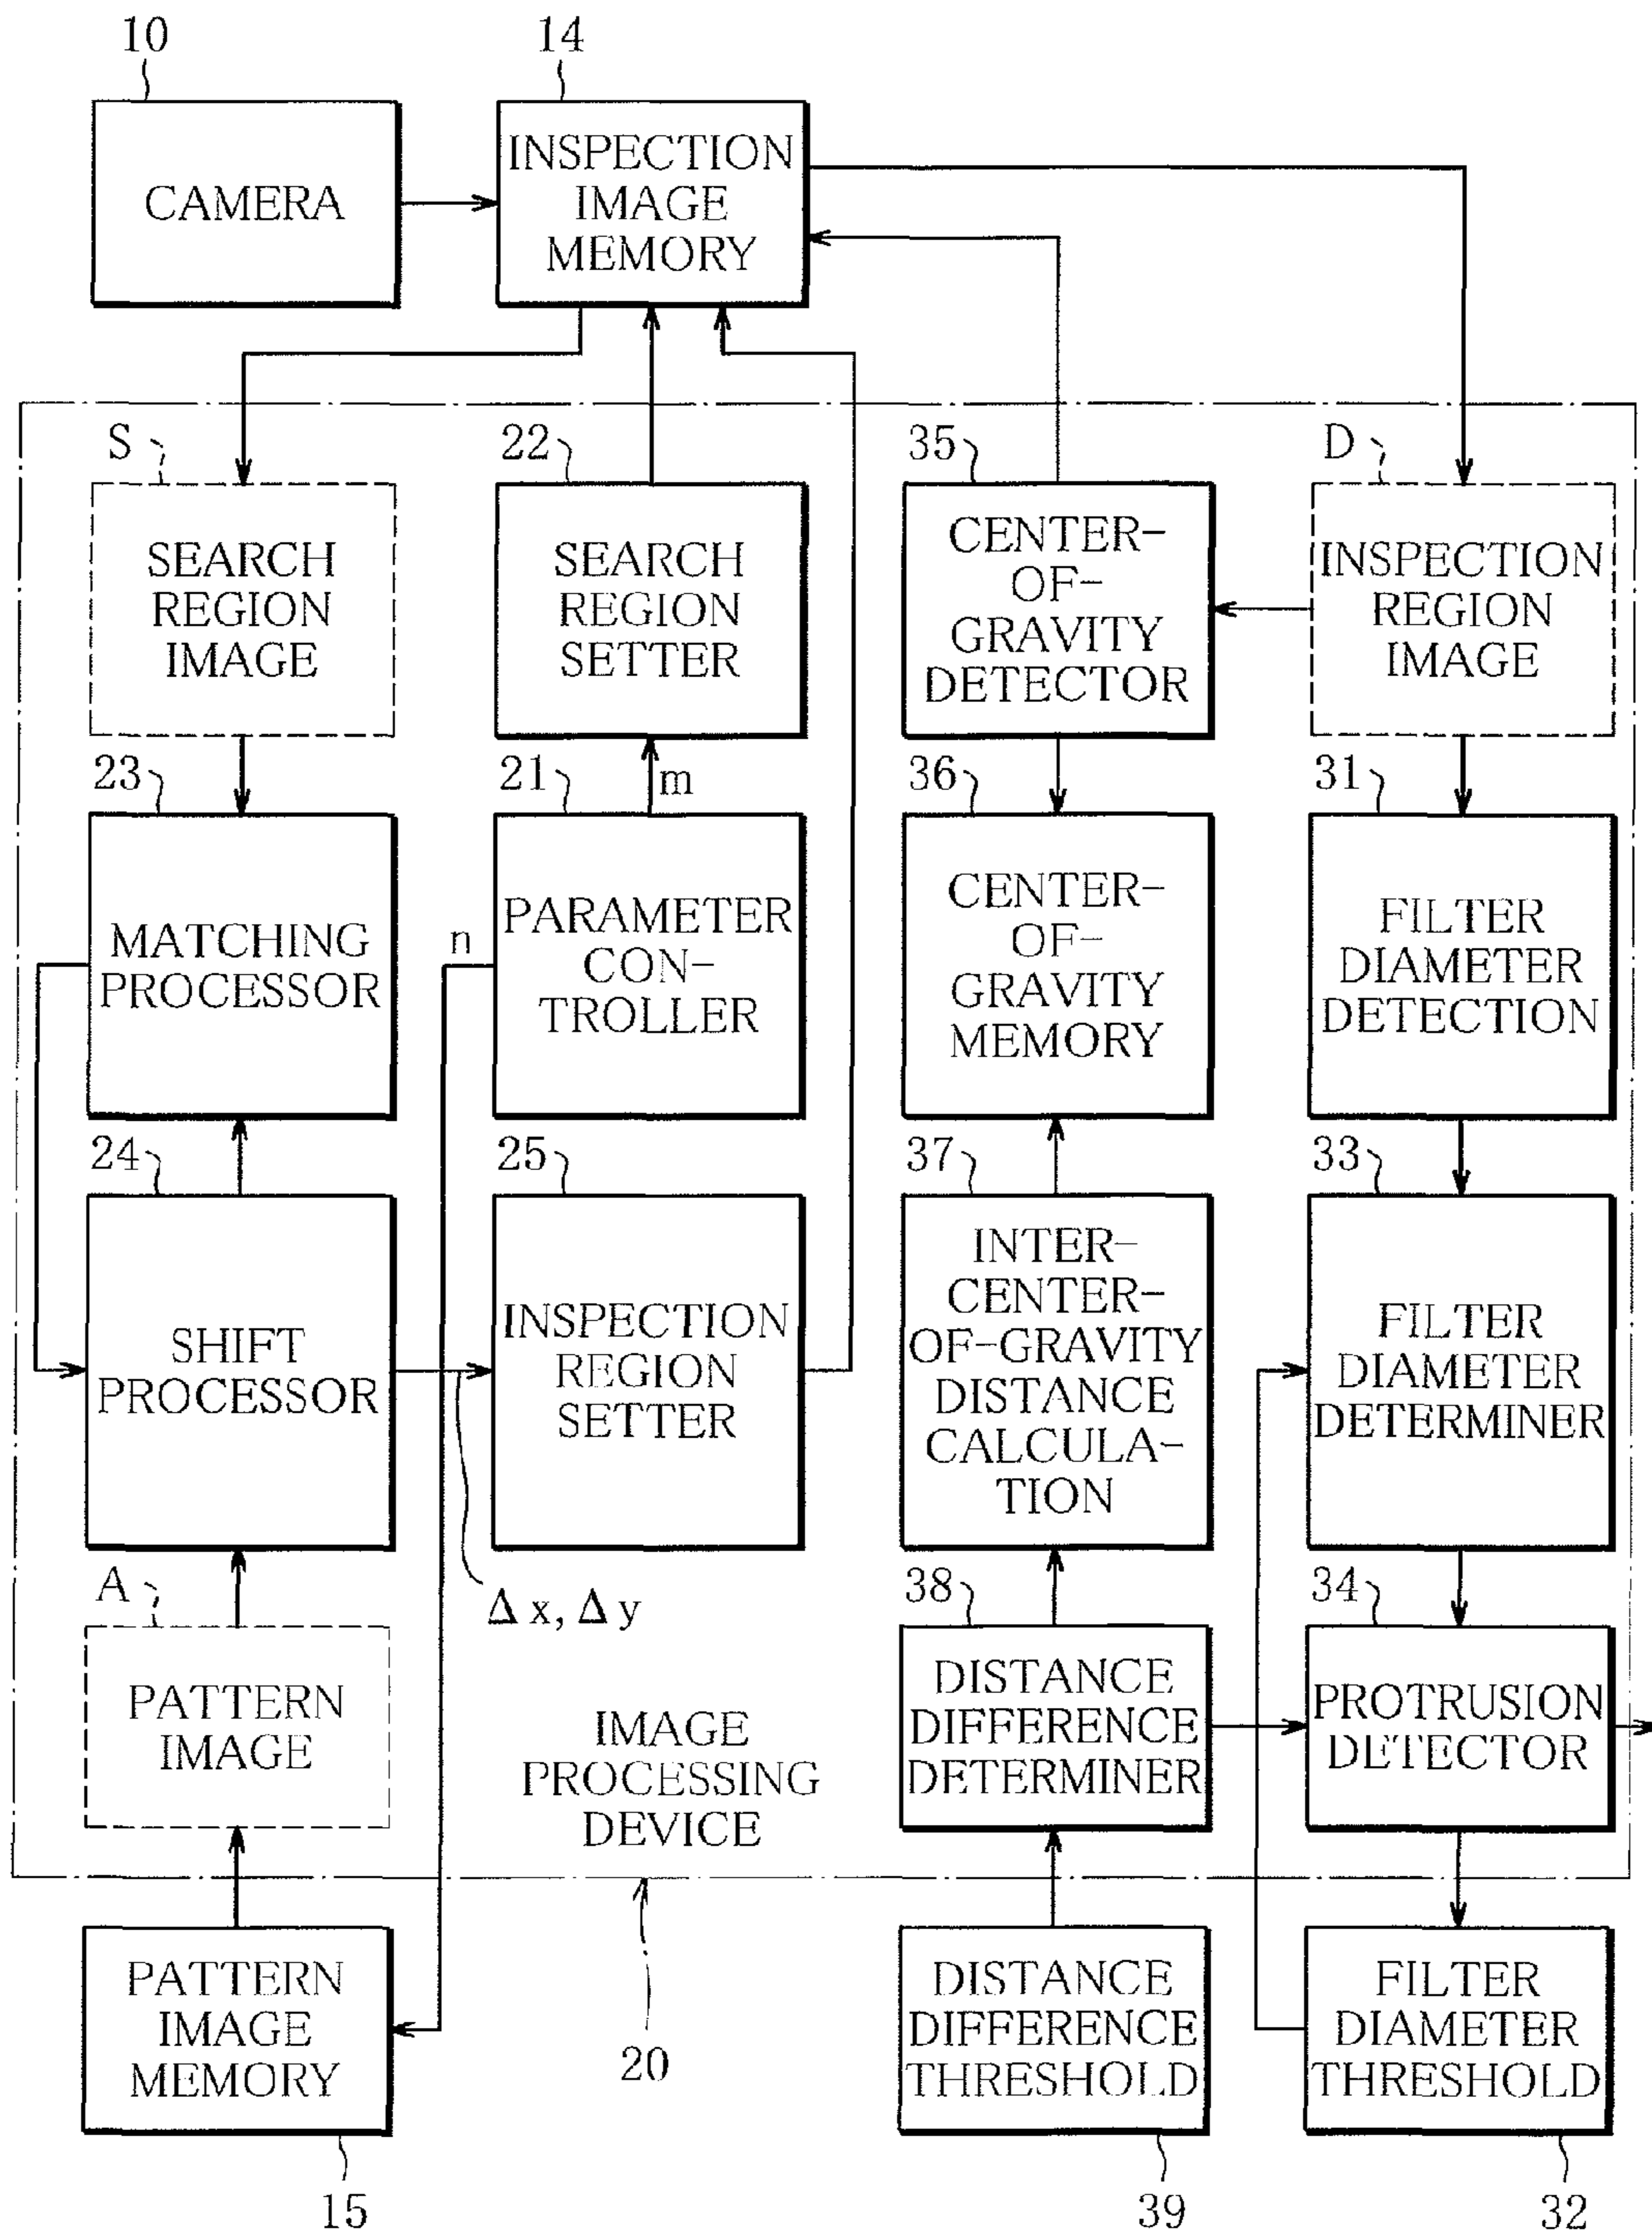 10
14
CAMERA
INSPECTION
IMAGE
MEMORY
S
22
35
D
SEARCH
REGION
IMAGE
SEARCH
REGION
SETTER
CENTER-
OF-
GRAVITY
DETECTOR
INSPECTION
REGION
IMAGE
23
21
m
36
31
MATCHING
PROCESSOR
n
PARAMETER
CON-
TROLLER
CENTER-
OF-
GRAVITY
MEMORY
FILTER
DIAMETER
DETECTION
24
25
37
33
SHIFT
PROCESSOR
INSPECTION
REGION
SETTER
INTER-
CENTER-
OF-GRAVITY
DISTANCE
CALCULA-
TION
FILTER
DIAMETER
DETERMINER
A
Δx, Δy
38
34
PATTERN
IMAGE
IMAGE
PROCESSING
DEVICE
DISTANCE
DIFFERENCE
DETERMINER
PROTRUSION
DETECTOR
PATTERN
IMAGE
MEMORY
20
DISTANCE
DIFFERENCE
THRESHOLD
FILTER
DIAMETER
THRESHOLD
15
39
32